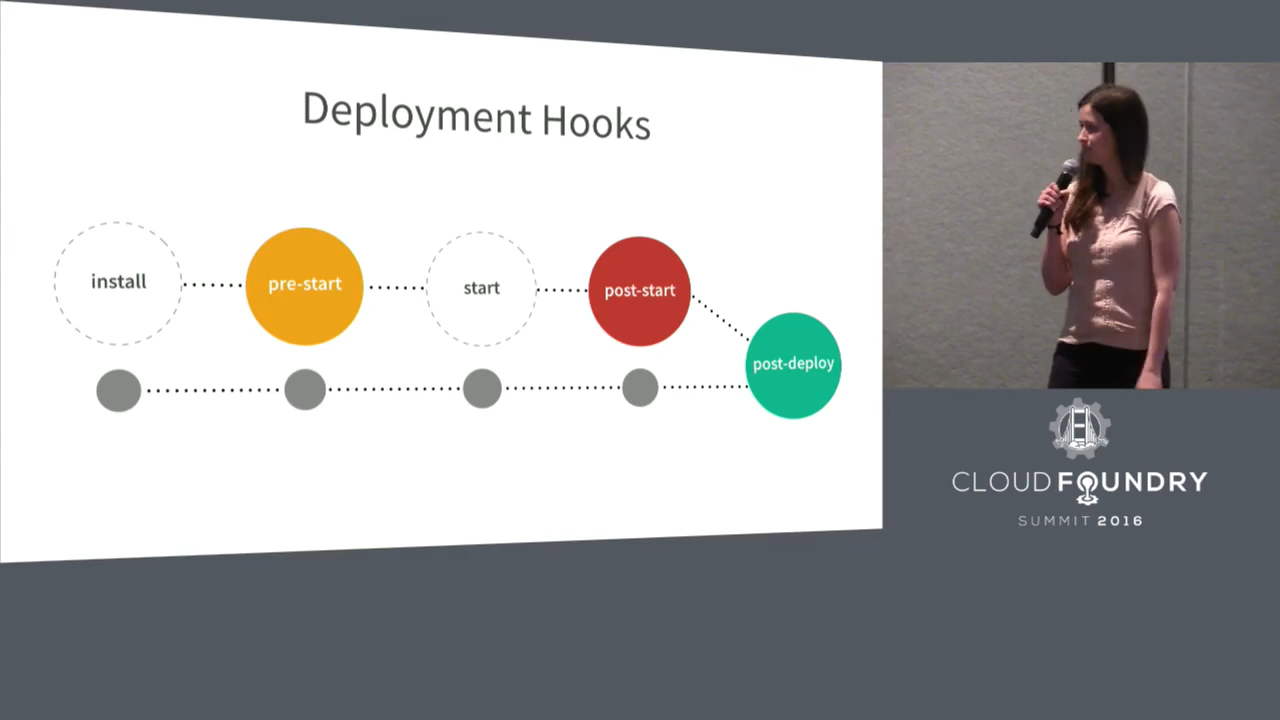 Deployment Hooks
install
pre-start
start
post-start
post-deploy
CLOUD FOUNDRY
SUMMIT 2016